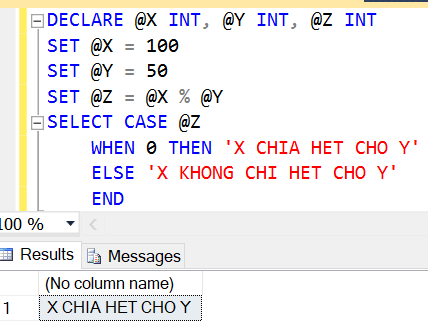 DECLARE @X INT, @Y INT, @Z INT
SET @X = 100
SET @Y = 50
SET @Z = @X % @Y
SELECT CASE @Z
WHEN 0 THEN 'X CHIA HET CHO Y'
ELSE 'X KHONG CHI HET CHO Y'
END
100 %
Results Messages
(No column name)
1 X CHIA HET CHO Y